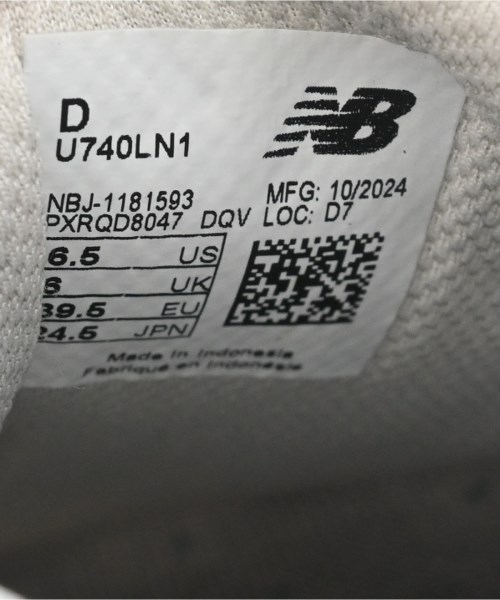 D
U740LN1
NB
NBJ-1181593
PXRQD8047 DQV
MFG: 10/2024
LOC: D7
6.5 US
6 UK
39.5 EU
24.5 JPN
Made in Indonesia
Fabriqué en Indonésie